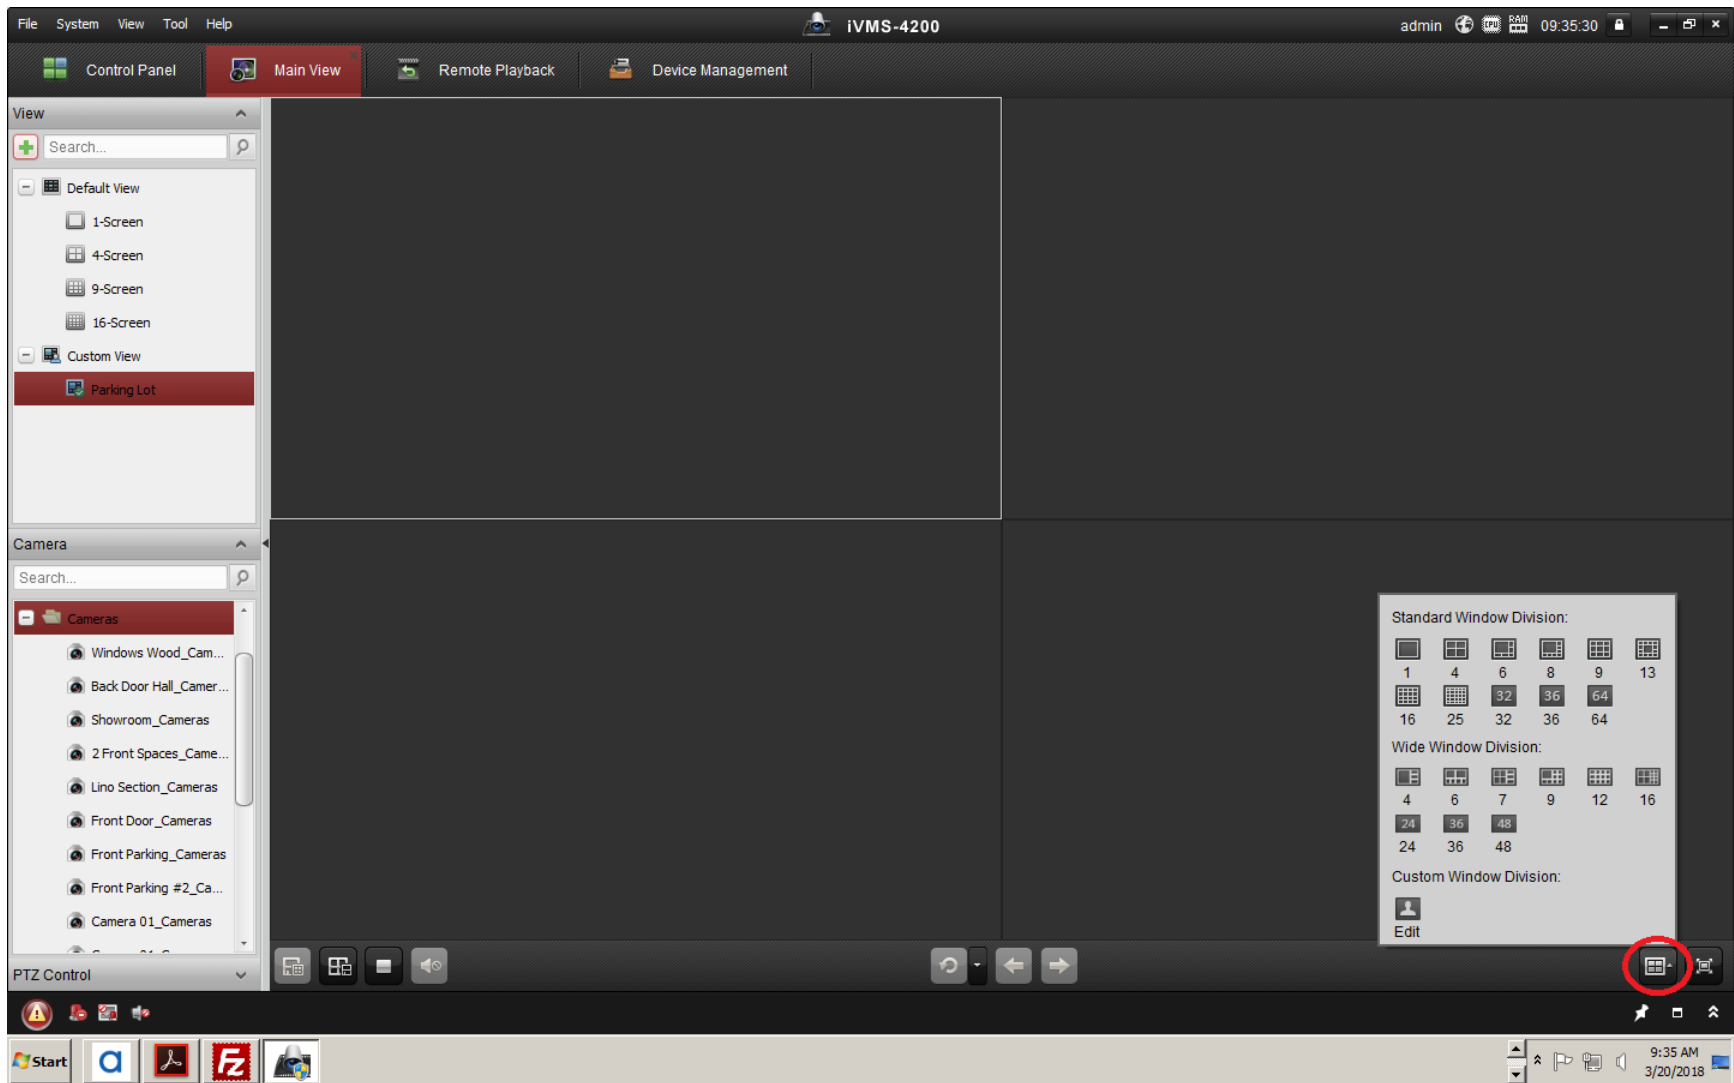 File System View Tool Help
iVMS-4200
admin CPU RAM 09:35:30
Control Panel
Main View
Remote Playback
Device Management
View
Search...
Default View
1-Screen
4-Screen
9-Screen
16-Screen
Custom View
Parking Lot
Camera
Search...
Cameras
Windows Wood_Cam...
Back Door Hall_Camer...
Showroom_Cameras
2 Front Spaces_Came...
Lino Section_Cameras
Front Door_Cameras
Front Parking_Cameras
Front Parking #2_Ca...
Camera 01_Cameras
PTZ Control
Standard Window Division:
1 4 6 8 9 13
32 36 64
16 25 32 36 64
Wide Window Division:
4 6 7 9 12 16
24 36 48
24 36 48
Custom Window Division:
Edit
Start
a
Fz
9:35 AM
3/20/2018